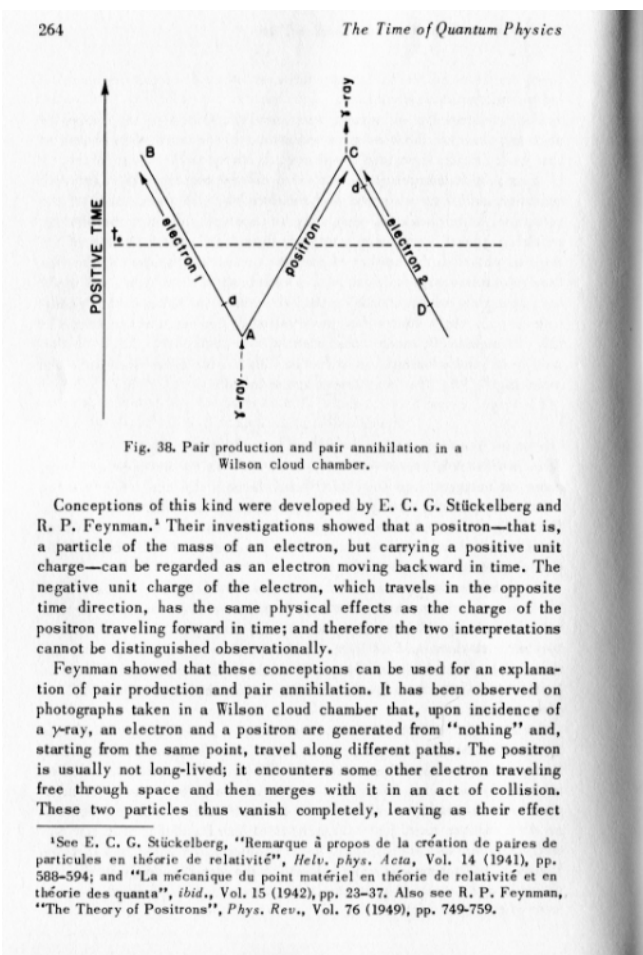 264
The Time of Quantum Physics
γ-ray
B
C
d
POSITIVE TIME
t₀
electron 1
positron
electron 2
d
D
A
γ-ray
Fig. 38. Pair production and pair annihilation in a
Wilson cloud chamber.
Conceptions of this kind were developed by E. C. G. Stückelberg and
R. P. Feynman.¹ Their investigations showed that a positron—that is,
a particle of the mass of an electron, but carrying a positive unit
charge—can be regarded as an electron moving backward in time. The
negative unit charge of the electron, which travels in the opposite
time direction, has the same physical effects as the charge of the
positron traveling forward in time; and therefore the two interpretations
cannot be distinguished observationally.
Feynman showed that these conceptions can be used for an explana-
tion of pair production and pair annihilation. It has been observed on
photographs taken in a Wilson cloud chamber that, upon incidence of
a γ-ray, an electron and a positron are generated from "nothing" and,
starting from the same point, travel along different paths. The positron
is usually not long-lived; it encounters some other electron traveling
free through space and then merges with it in an act of collision.
These two particles thus vanish completely, leaving as their effect
¹See E. C. G. Stückelberg, "Remarque à propos de la création de paires de
particules en théorie de relativité", Helv. phys. Acta, Vol. 14 (1941), pp.
588–594; and "La mécanique du point matériel en théorie de relativité et en
théorie des quanta", ibid., Vol. 15 (1942), pp. 23–37. Also see R. P. Feynman,
"The Theory of Positrons", Phys. Rev., Vol. 76 (1949), pp. 749-759.